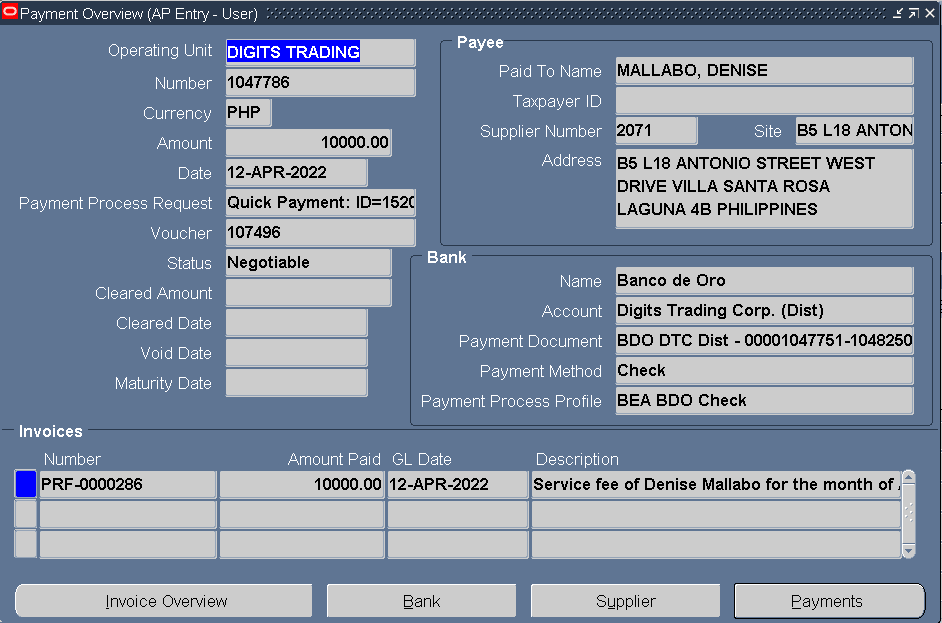 Payment Overview (AP Entry - User)
Operating Unit DIGITS TRADING
Number 1047786
Currency PHP
Amount 10000.00
Date 12-APR-2022
Payment Process Request Quick Payment: ID=1520
Voucher 107496
Status Negotiable
Cleared Amount
Cleared Date
Void Date
Maturity Date
Payee
Paid To Name MALLABO, DENISE
Taxpayer ID
Supplier Number 2071 Site B5 L18 ANTON
Address B5 L18 ANTONIO STREET WEST
DRIVE VILLA SANTA ROSA
LAGUNA 4B PHILIPPINES
Bank
Name Banco de Oro
Account Digits Trading Corp. (Dist)
Payment Document BDO DTC Dist - 00001047751-1048250
Payment Method Check
Payment Process Profile BEA BDO Check
Invoices
Number Amount Paid GL Date Description
PRF-0000286 10000.00 12-APR-2022 Service fee of Denise Mallabo for the month of
Invoice Overview Bank Supplier Payments